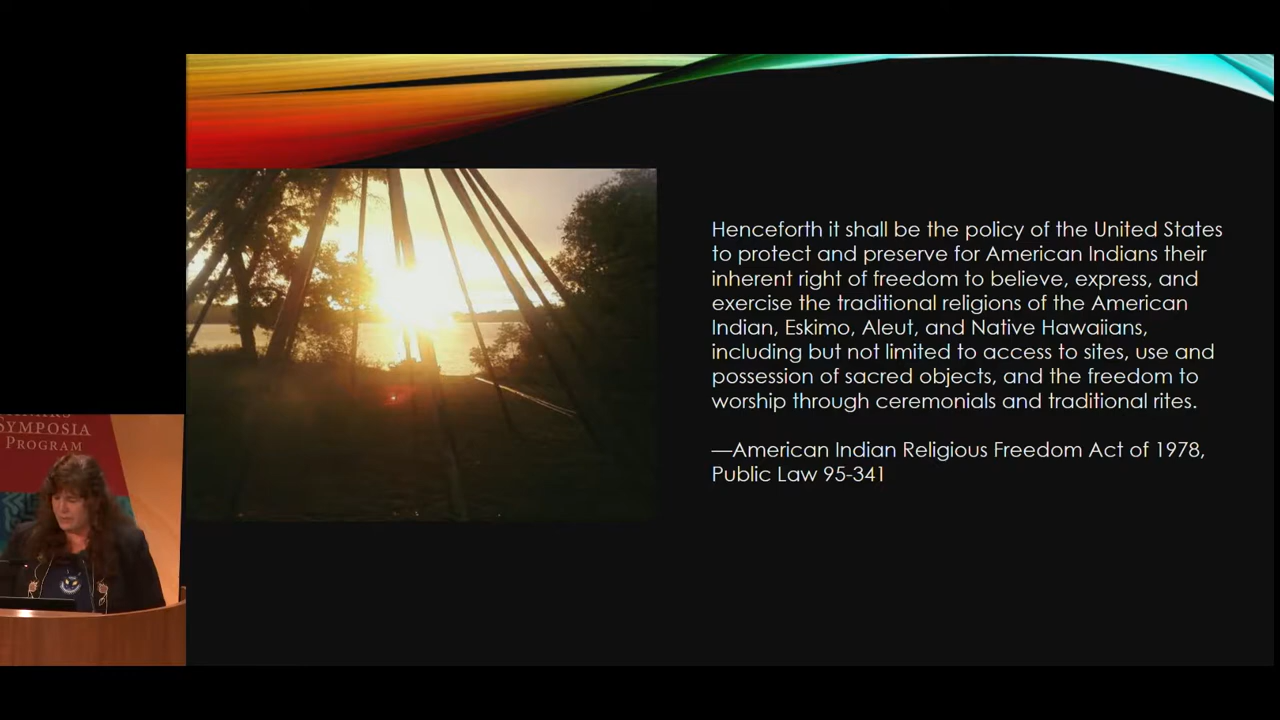 Henceforth it shall be the policy of the United States
to protect and preserve for American Indians their
inherent right of freedom to believe, express, and
exercise the traditional religions of the American
Indian, Eskimo, Aleut, and Native Hawaiians,
including but not limited to access to sites, use and
possession of sacred objects, and the freedom to
worship through ceremonials and traditional rites.
—American Indian Religious Freedom Act of 1978,
Public Law 95-341
SYMPOSIA
PROGRAM